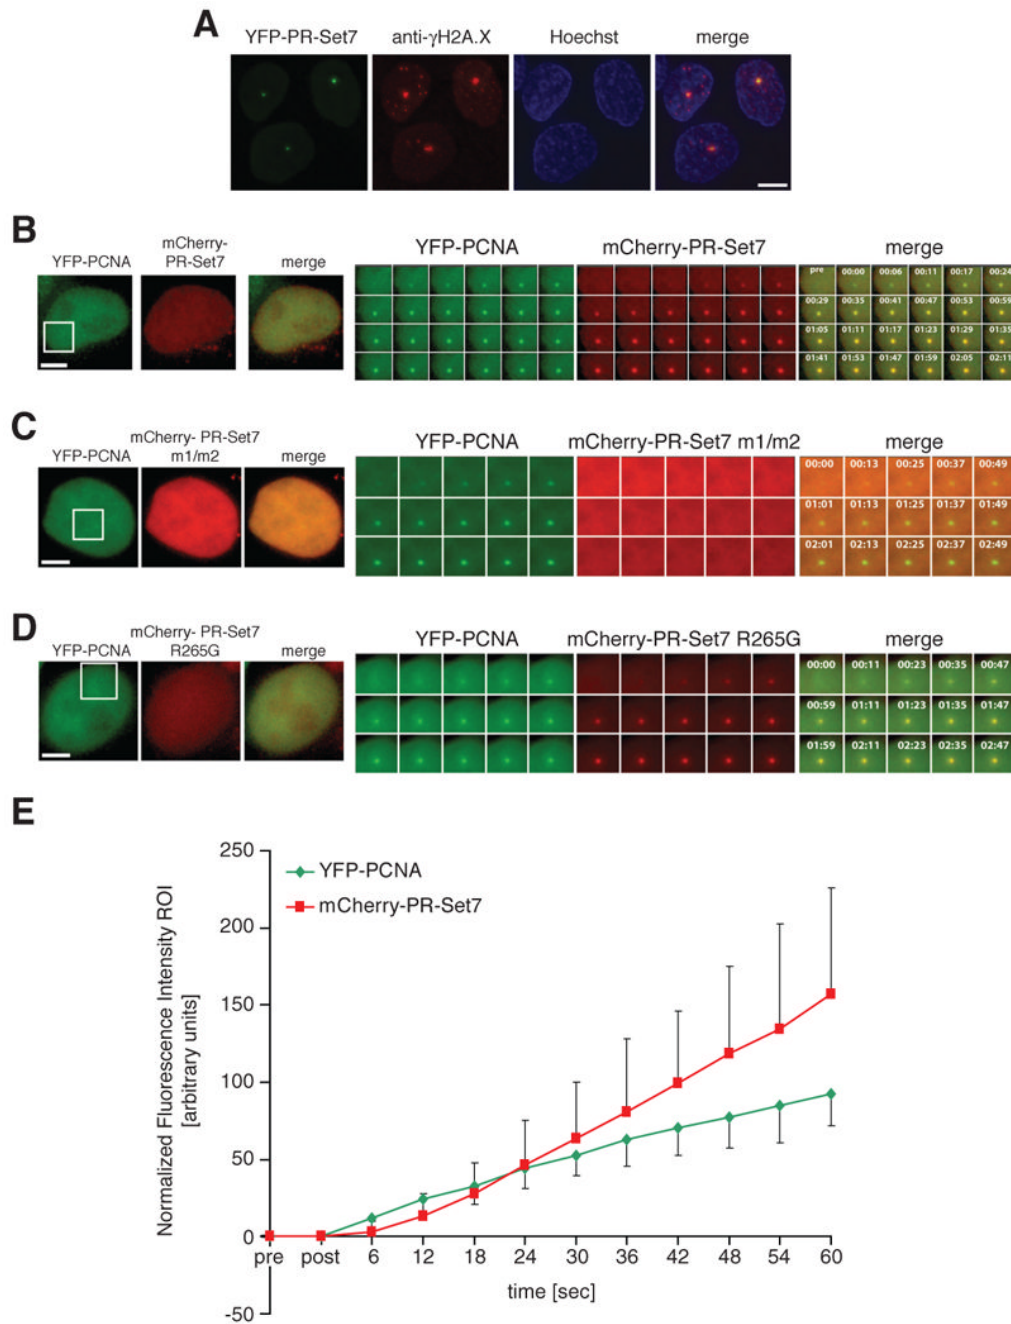 A
YFP-PR-Set7 anti-γH2A.X Hoechst merge
B
YFP-PCNA mCherry-PR-Set7 merge
YFP-PCNA mCherry-PR-Set7 merge
pre 00:00 00:06 00:11 00:17 00:24
00:29 00:35 00:41 00:47 00:53 00:59
01:05 01:11 01:17 01:23 01:29 01:35
01:41 01:53 01:47 01:59 02:05 02:11
C
YFP-PCNA mCherry- PR-Set7 m1/m2 merge
YFP-PCNA mCherry-PR-Set7 m1/m2 merge
00:00 00:13 00:25 00:37 00:49
01:01 01:13 01:25 01:37 01:49
02:01 02:13 02:25 02:37 02:49
D
YFP-PCNA mCherry- PR-Set7 R265G merge
YFP-PCNA mCherry-PR-Set7 R265G merge
00:00 00:11 00:23 00:35 00:47
00:59 01:11 01:23 01:35 01:47
01:59 02:11 02:23 02:35 02:47
E
Normalized Fluorescence Intensity ROI
[arbitrary units]
250
200
150
100
50
0
-50
YFP-PCNA
mCherry-PR-Set7
pre post 6 12 18 24 30 36 42 48 54 60
time [sec]